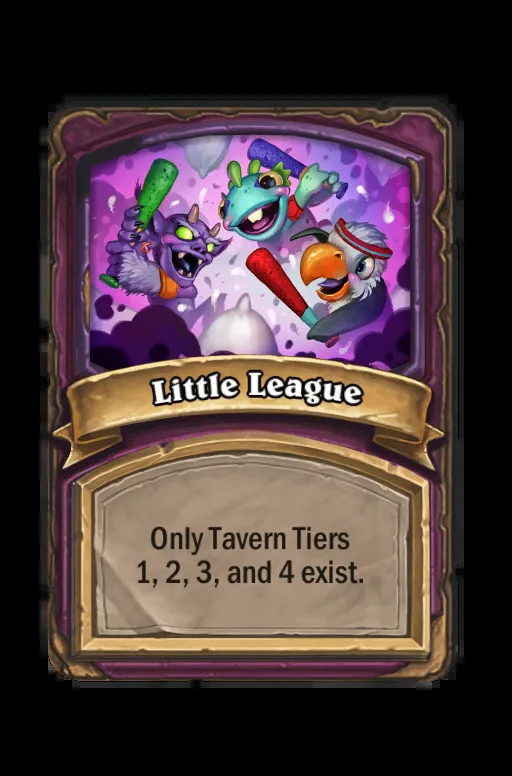 Little League
Only Tavern Tiers
1, 2, 3, and 4 exist.